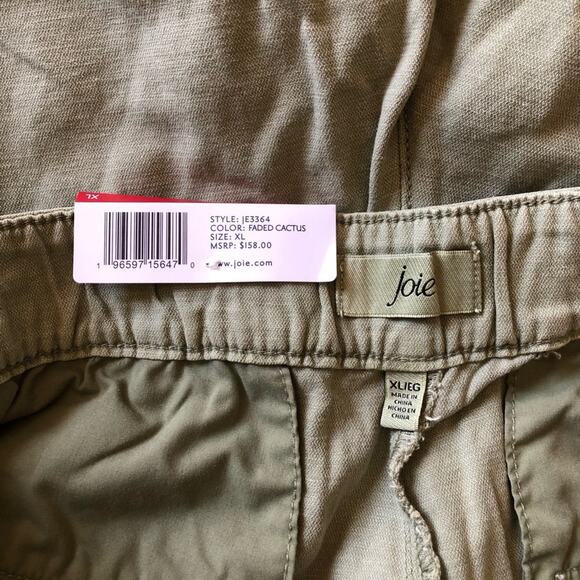 XL
STYLE: JE3364
COLOR: FADED CACTUS
SIZE: XL
MSRP: $158.00
www.joie.com
1 96597 15647 0
joie
XL|EG
MADE IN
CHINA
HECHO EN
CHINA